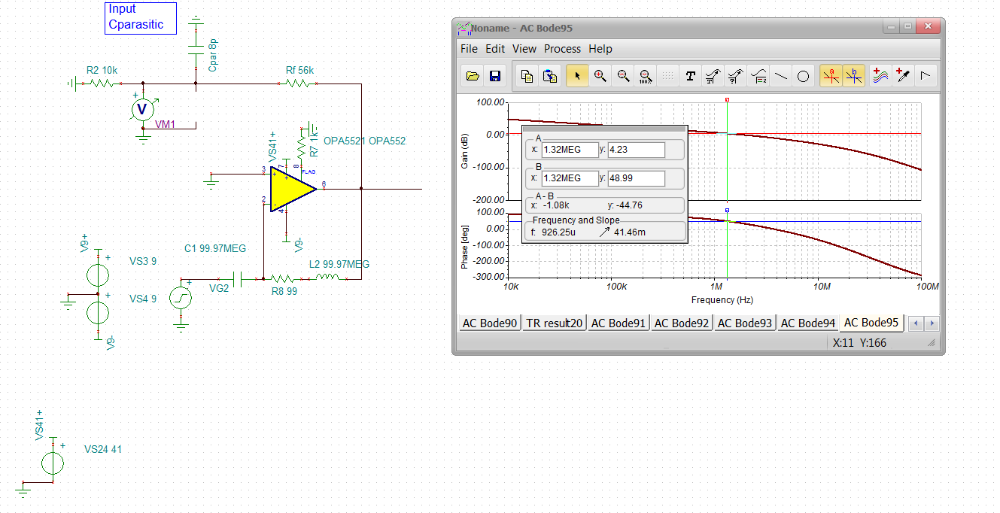 Input
Cparasitic
Cpar 8p
R2 10k
Rf 56k
+
V
VM1
VS41+
R7 1k
OPA5521 OPA552
3
7
8
FLAG
+
+
6
2
-
4
V9-
C1 99.97MEG
L2 99.97MEG
VG2
+
R8 99
V9+
VS3 9
+
VS4 9
+
V9-
VS41+
VS24 41
+
Noname - AC Bode95
File Edit View Process Help
T
100%
a
b
100.00
0.00
-100.00
-200.00
Gain (dB)
A
x: 1.32MEG y: 4.23
B
x: 1.32MEG y: 48.99
A - B
x: -1.08k y: -44.76
Frequency and Slope
f: 926.25u 41.46m
100.00
0.00
-100.00
-200.00
-300.00
Phase [deg]
10k 100k 1M 10M 100M
Frequency (Hz)
AC Bode90 TR result20 AC Bode91 AC Bode92 AC Bode93 AC Bode94 AC Bode95
X:11 Y:166